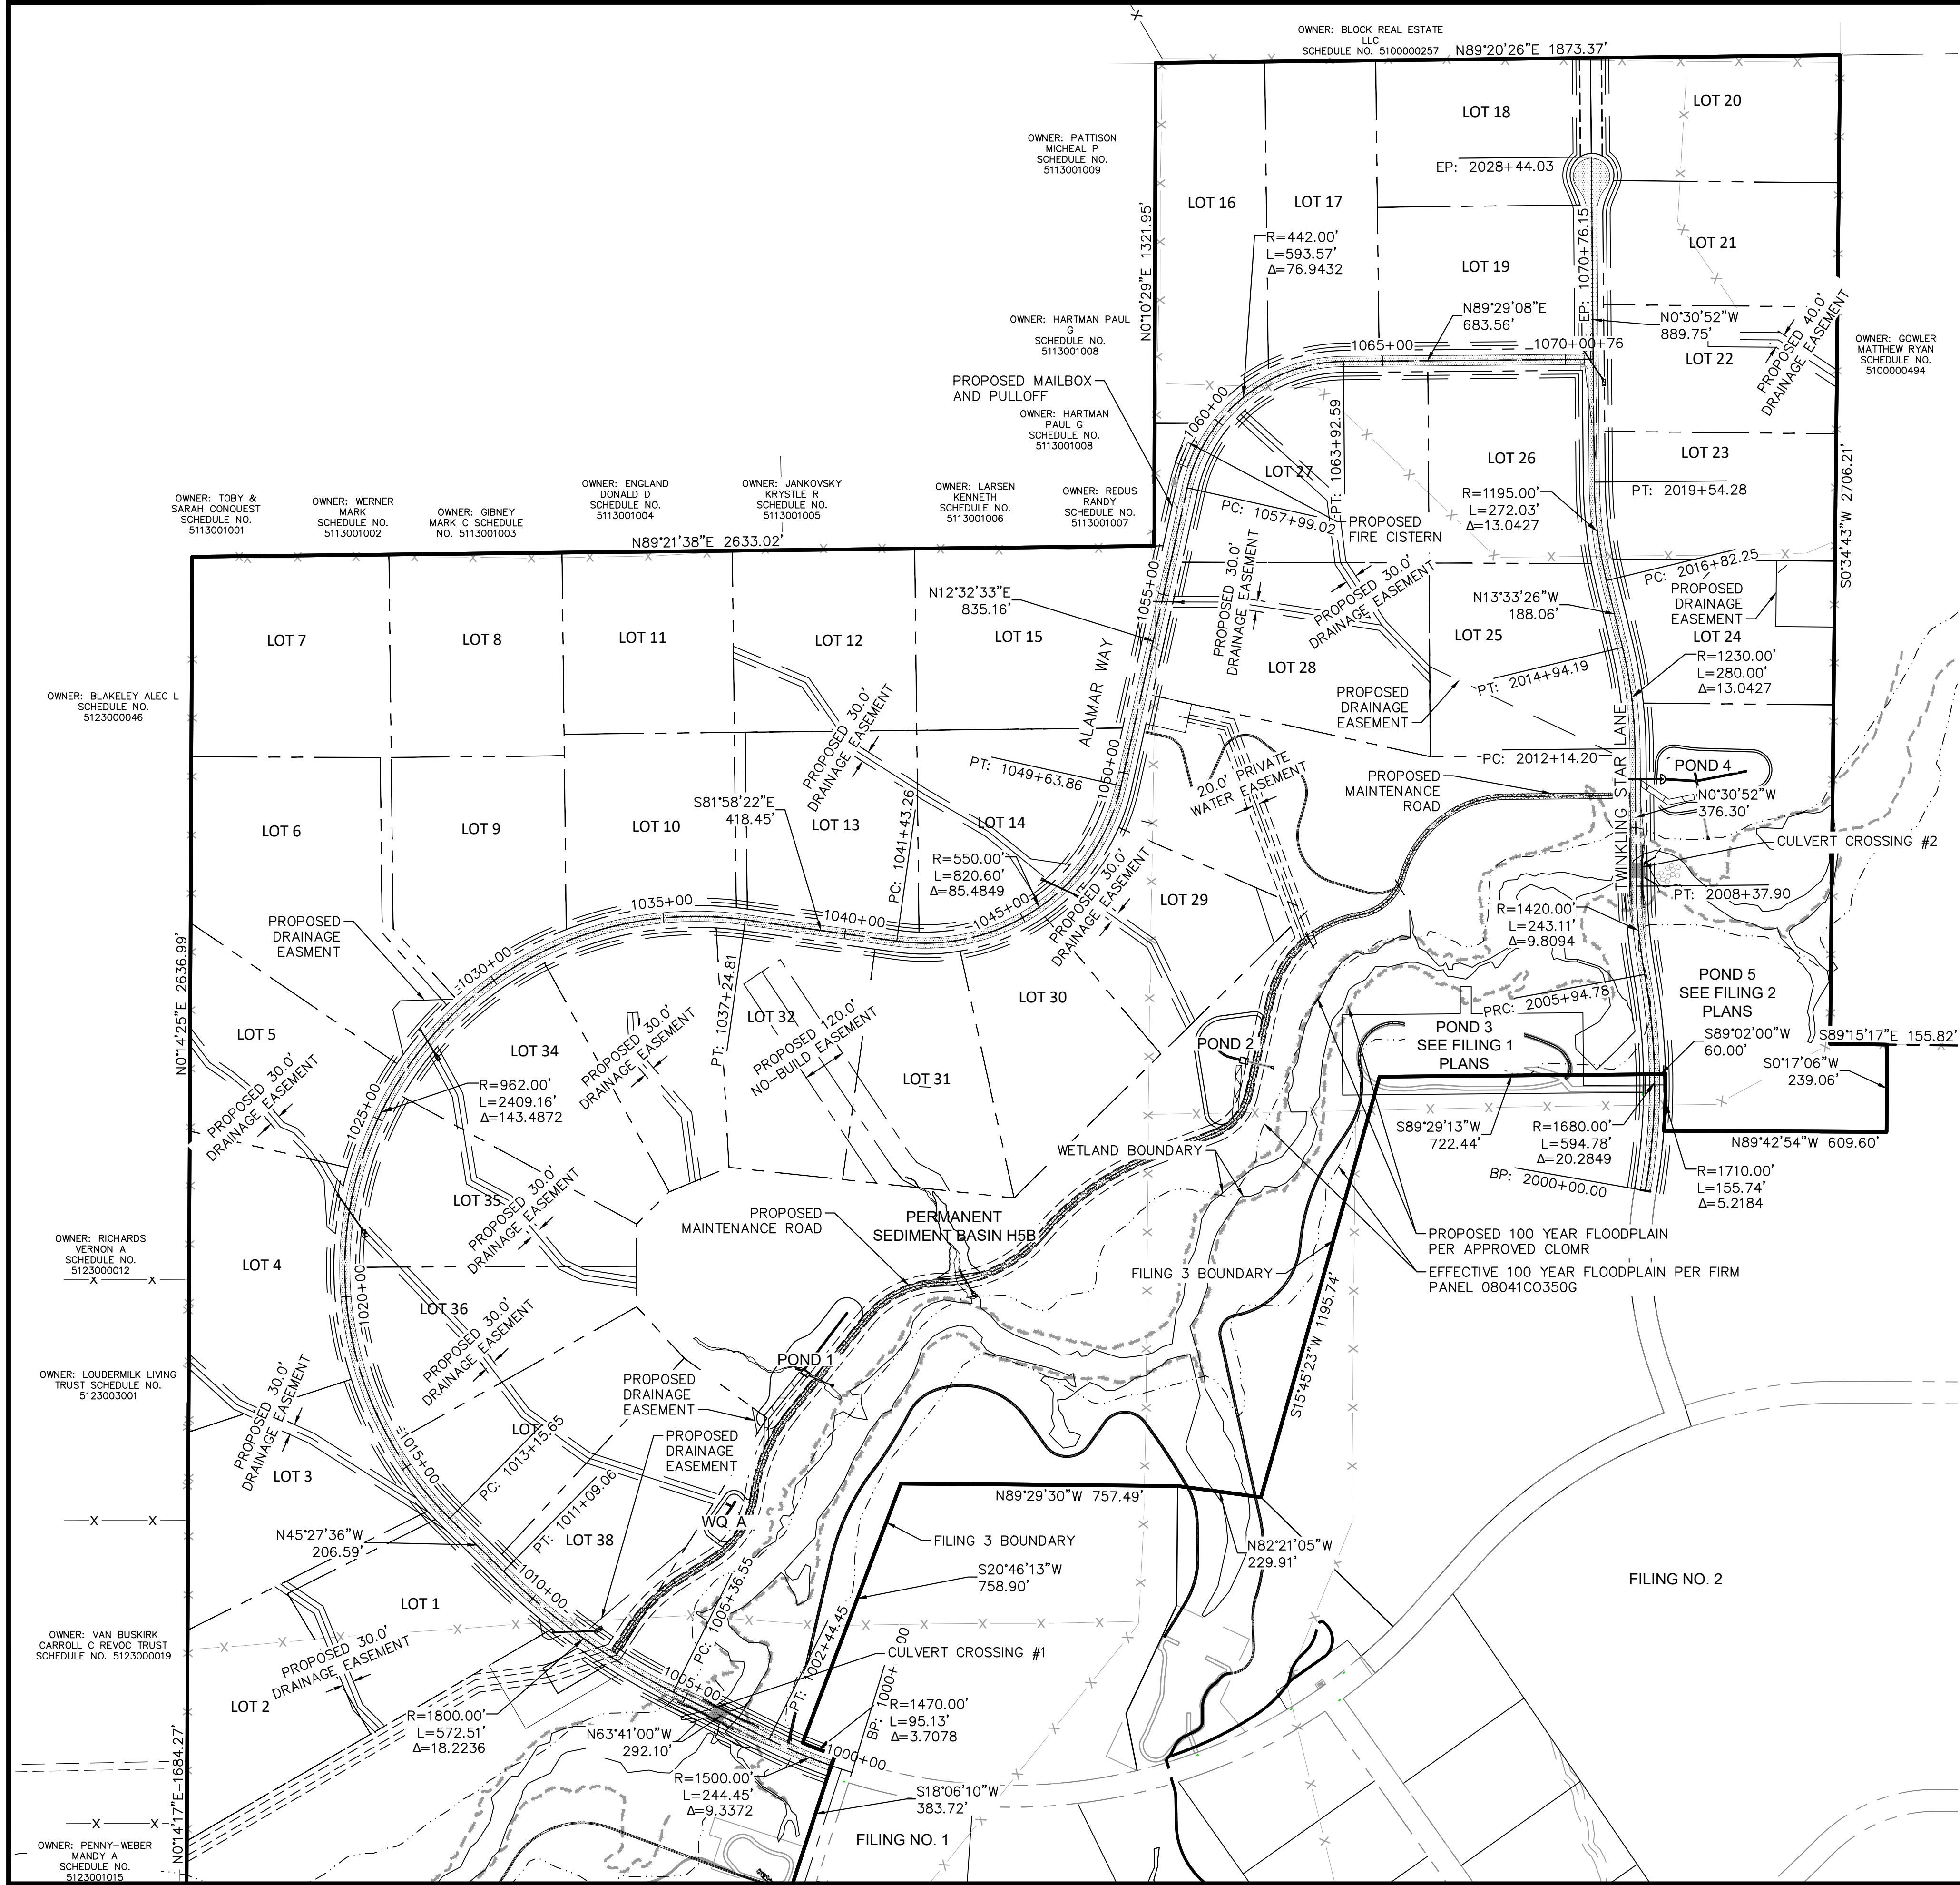 OWNER: BLOCK REAL ESTATE
LLC
SCHEDULE NO. 5100000257
N89°20'26"E 1873.37'
LOT 20
LOT 18
OWNER: PATTISON
MICHEAL P
SCHEDULE NO.
5113001009
EP: 2028+44.03
LOT 16
LOT 17
N0°10'29"E 1321.95'
EP: 1070+76.15
LOT 21
R=442.00'
L=593.57'
Δ=76.9432
LOT 19
OWNER: HARTMAN PAUL
G
SCHEDULE NO.
5113001008
N89°29'08"E
683.56'
N0°30'52"W
889.75'
PROPOSED 40.0'
DRAINAGE EASEMENT
1065+00
1070+00+76
LOT 22
OWNER: GOWLER
MATTHEW RYAN
SCHEDULE NO.
5100000494
PROPOSED MAILBOX
AND PULLOFF
OWNER: HARTMAN
PAUL G
SCHEDULE NO.
5113001008
1060+00
PT: 1063+92.59
LOT 27
LOT 26
LOT 23
OWNER: TOBY &
SARAH CONQUEST
SCHEDULE NO.
5113001001
OWNER: WERNER
MARK
SCHEDULE NO.
5113001002
OWNER: GIBNEY
MARK C SCHEDULE
NO. 5113001003
OWNER: ENGLAND
DONALD D
SCHEDULE NO.
5113001004
OWNER: JANKOVSKY
KRYSTLE R
SCHEDULE NO.
5113001005
OWNER: LARSEN
KENNETH
SCHEDULE NO.
5113001006
OWNER: REDUS
RANDY
SCHEDULE NO.
5113001007
PC: 1057+99.02
PROPOSED
FIRE CISTERN
R=1195.00'
L=272.03'
Δ=13.0427
PT: 2019+54.28
S0°34'43"W 2706.21'
N89°21'38"E 2633.02'
1055+00
PROPOSED 30.0'
DRAINAGE EASEMENT
PROPOSED 30.0'
DRAINAGE EASEMENT
PC: 2016+82.25
PROPOSED
DRAINAGE
EASEMENT
N12°32'33"E
835.16'
N13°33'26"W
188.06'
LOT 7
LOT 8
LOT 11
LOT 12
LOT 15
LOT 28
LOT 25
LOT 24
R=1230.00'
L=280.00'
Δ=13.0427
OWNER: BLAKELEY ALEC L
SCHEDULE NO.
5123000046
ALAMAR WAY
PT: 2014+94.19
PROPOSED
DRAINAGE
EASEMENT
PROPOSED 30.0'
DRAINAGE EASEMENT
PT: 1049+63.86
1050+00
20.0' PRIVATE
WATER EASEMENT
PC: 2012+14.20
TWINKLING STAR LANE
POND 4
PROPOSED
MAINTENANCE
ROAD
N0°30'52"W
376.30'
LOT 6
LOT 9
LOT 10
S81°58'22"E
418.45'
LOT 13
PC: 1041+43.26
LOT 14
CULVERT CROSSING #2
R=550.00'
L=820.60'
Δ=85.4849
PROPOSED 30.0'
DRAINAGE EASEMENT
LOT 29
PT: 2008+37.90
R=1420.00'
L=243.11'
Δ=9.8094
1035+00
1040+00
1045+00
PROPOSED
DRAINAGE
EASMENT
N0°14'25"E 2636.99'
1030+00
PT: 1037+24.81
LOT 30
PRC: 2005+94.78
POND 5
SEE FILING 2
PLANS
LOT 5
LOT 34
PROPOSED 30.0'
DRAINAGE EASEMENT
LOT 32
PROPOSED 120.0'
NO-BUILD EASEMENT
LOT 31
POND 2
POND 3
SEE FILING 1
PLANS
S89°02'00"W
60.00'
S89°15'17"E 155.82'
S0°17'06"W
239.06'
PROPOSED 30.0'
DRAINAGE EASEMENT
1025+00
R=962.00'
L=2409.16'
Δ=143.4872
S89°29'13"W
722.44'
R=1680.00'
L=594.78'
Δ=20.2849
N89°42'54"W 609.60'
WETLAND BOUNDARY
BP: 2000+00.00
R=1710.00'
L=155.74'
Δ=5.2184
LOT 35
PROPOSED 30.0'
DRAINAGE EASEMENT
PROPOSED
MAINTENANCE ROAD
PERMANENT
SEDIMENT BASIN H5B
PROPOSED 100 YEAR FLOODPLAIN
PER APPROVED CLOMR
OWNER: RICHARDS
VERNON A
SCHEDULE NO.
5123000012
LOT 4
FILING 3 BOUNDARY
EFFECTIVE 100 YEAR FLOODPLAIN PER FIRM
PANEL 08041C0350G
1020+00
LOT 36
PROPOSED 30.0'
DRAINAGE EASEMENT
S15°45'23"W 1195.74'
OWNER: LOUDERMILK LIVING
TRUST SCHEDULE NO.
5123003001
POND 1
PROPOSED
DRAINAGE
EASEMENT
PROPOSED 30.0'
DRAINAGE EASEMENT
LOT
PROPOSED
DRAINAGE
EASEMENT
1015+00
PC: 1013+15.65
LOT 3
PT: 1011+09.06
N89°29'30"W 757.49'
WQ A
N45°27'36"W
206.59'
LOT 38
FILING 3 BOUNDARY
N82°21'05"W
229.91'
S20°46'13"W
758.90'
FILING NO. 2
1010+00
LOT 1
PC: 1005+36.55
PT: 1002+44.45
OWNER: VAN BUSKIRK
CARROLL C REVOC TRUST
SCHEDULE NO. 5123000019
PROPOSED 30.0'
DRAINAGE EASEMENT
CULVERT CROSSING #1
1005+00
LOT 2
BP: 1000+ 00
R=1470.00'
L=95.13'
Δ=3.7078
R=1800.00'
L=572.51'
Δ=18.2236
N63°41'00"W
292.10'
1000+00
N0°14'17"E 1684.27'
R=1500.00'
L=244.45'
Δ=9.3372
S18°06'10"W
383.72'
FILING NO. 1
OWNER: PENNY-WEBER
MANDY A
SCHEDULE NO.
5123001015